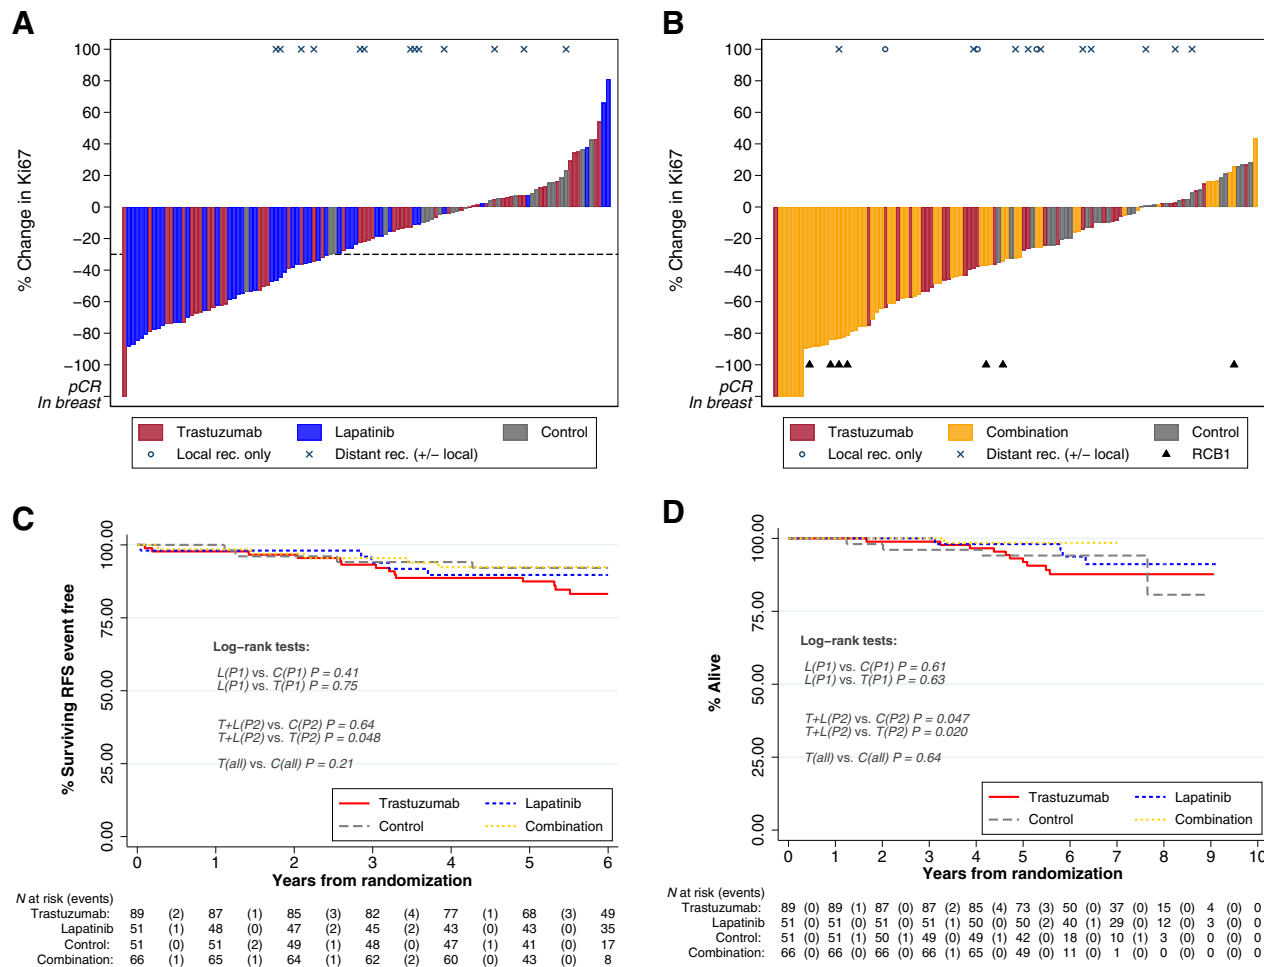 A
100
80
60
40
20
0
−20
−40
−60
−80
−100
pCR
In breast
% Change in Ki67
Trastuzumab
Lapatinib
Control
Local rec. only
Distant rec. (+/− local)
B
100
80
60
40
20
0
−20
−40
−60
−80
−100
pCR
In breast
% Change in Ki67
Trastuzumab
Combination
Control
Local rec. only
Distant rec. (+/− local)
RCB1
C
% Surviving RFS event free
100.00
75.00
50.00
25.00
0.00
Log−rank tests:
L(P1) vs. C(P1) P = 0.41
L(P1) vs. T(P1) P = 0.75
T+L(P2) vs. C(P2) P = 0.64
T+L(P2) vs. T(P2) P = 0.048
T(all) vs. C(all) P = 0.21
Trastuzumab
Lapatinib
Control
Combination
0 1 2 3 4 5 6
Years from randomization
N at risk (events)
Trastuzumab: 89 (2) 87 (1) 85 (3) 82 (4) 77 (1) 68 (3) 49
Lapatinib 51 (1) 48 (0) 47 (2) 45 (2) 43 (0) 43 (0) 35
Control: 51 (0) 51 (2) 49 (1) 48 (0) 47 (1) 41 (0) 17
Combination: 66 (1) 65 (1) 64 (1) 62 (2) 60 (0) 43 (0) 8
D
% Alive
100.00
75.00
50.00
25.00
0.00
Log−rank tests:
L(P1) vs. C(P1) P = 0.61
L(P1) vs. T(P1) P = 0.63
T+L(P2) vs. C(P2) P = 0.047
T+L(P2) vs. T(P2) P = 0.020
T(all) vs. C(all) P = 0.64
Trastuzumab
Lapatinib
Control
Combination
0 1 2 3 4 5 6 7 8 9 10
Years from randomization
N at risk (events)
Trastuzumab: 89 (0) 89 (1) 87 (0) 87 (2) 85 (4) 73 (3) 50 (0) 37 (0) 15 (0) 4 (0) 0
Lapatinib 51 (0) 51 (0) 51 (0) 51 (1) 50 (0) 50 (2) 40 (1) 29 (0) 12 (0) 3 (0) 0
Control: 51 (0) 51 (1) 50 (1) 49 (0) 49 (1) 42 (0) 18 (0) 10 (1) 3 (0) 0 (0) 0
Combination: 66 (0) 66 (0) 66 (0) 66 (1) 65 (0) 49 (0) 11 (0) 1 (0) 0 (0) 0 (0) 0